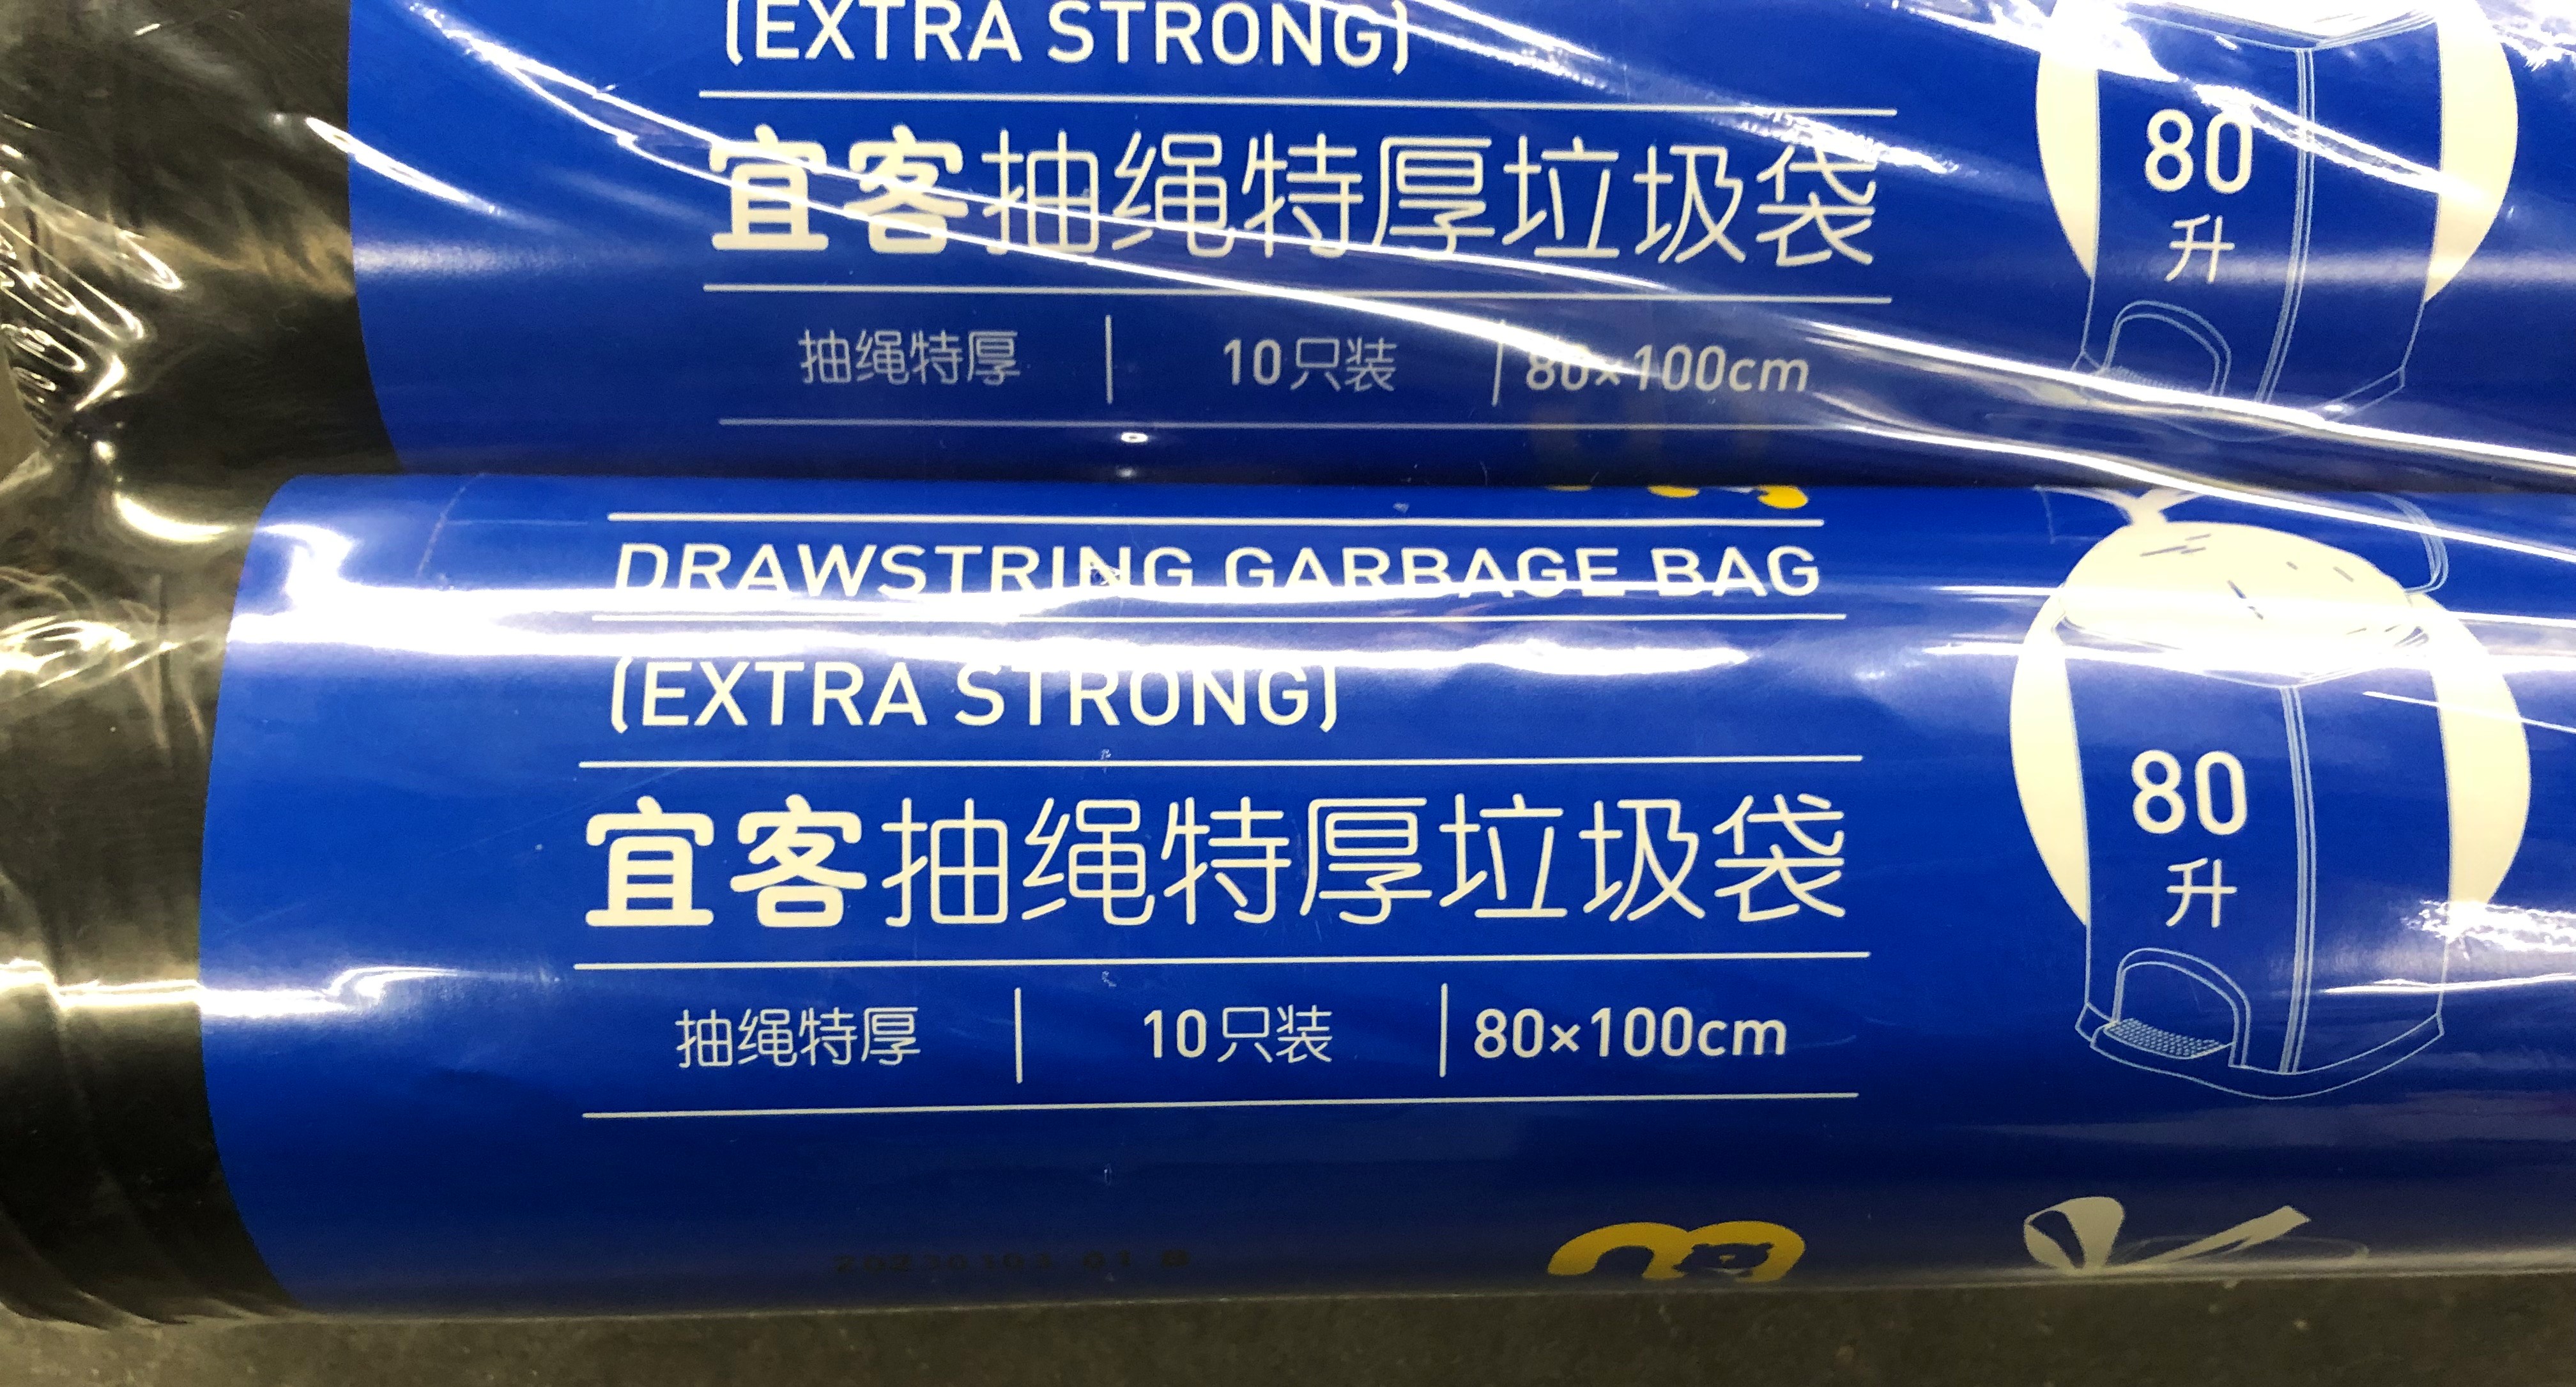 (EXTRA STRONG)
宜客抽绳特厚垃圾袋
抽绳特厚 10只装 80×100cm
80
升
DRAWSTRING GARBAGE BAG
(EXTRA STRONG)
宜客抽绳特厚垃圾袋
抽绳特厚 10只装 80×100cm
80
升